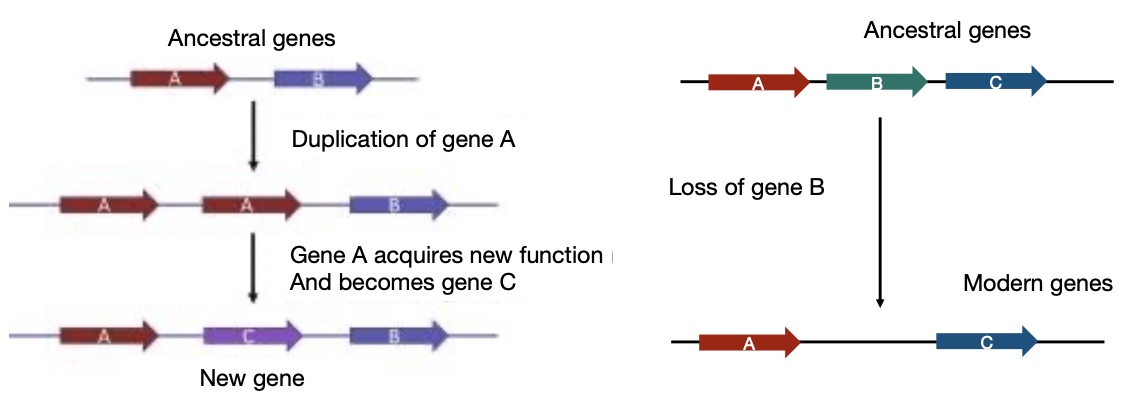 Ancestral genes
A B
Duplication of gene A
A A B
Gene A acquires new function
And becomes gene C
A C B
New gene
Ancestral genes
A B C
Loss of gene B
Modern genes
A C